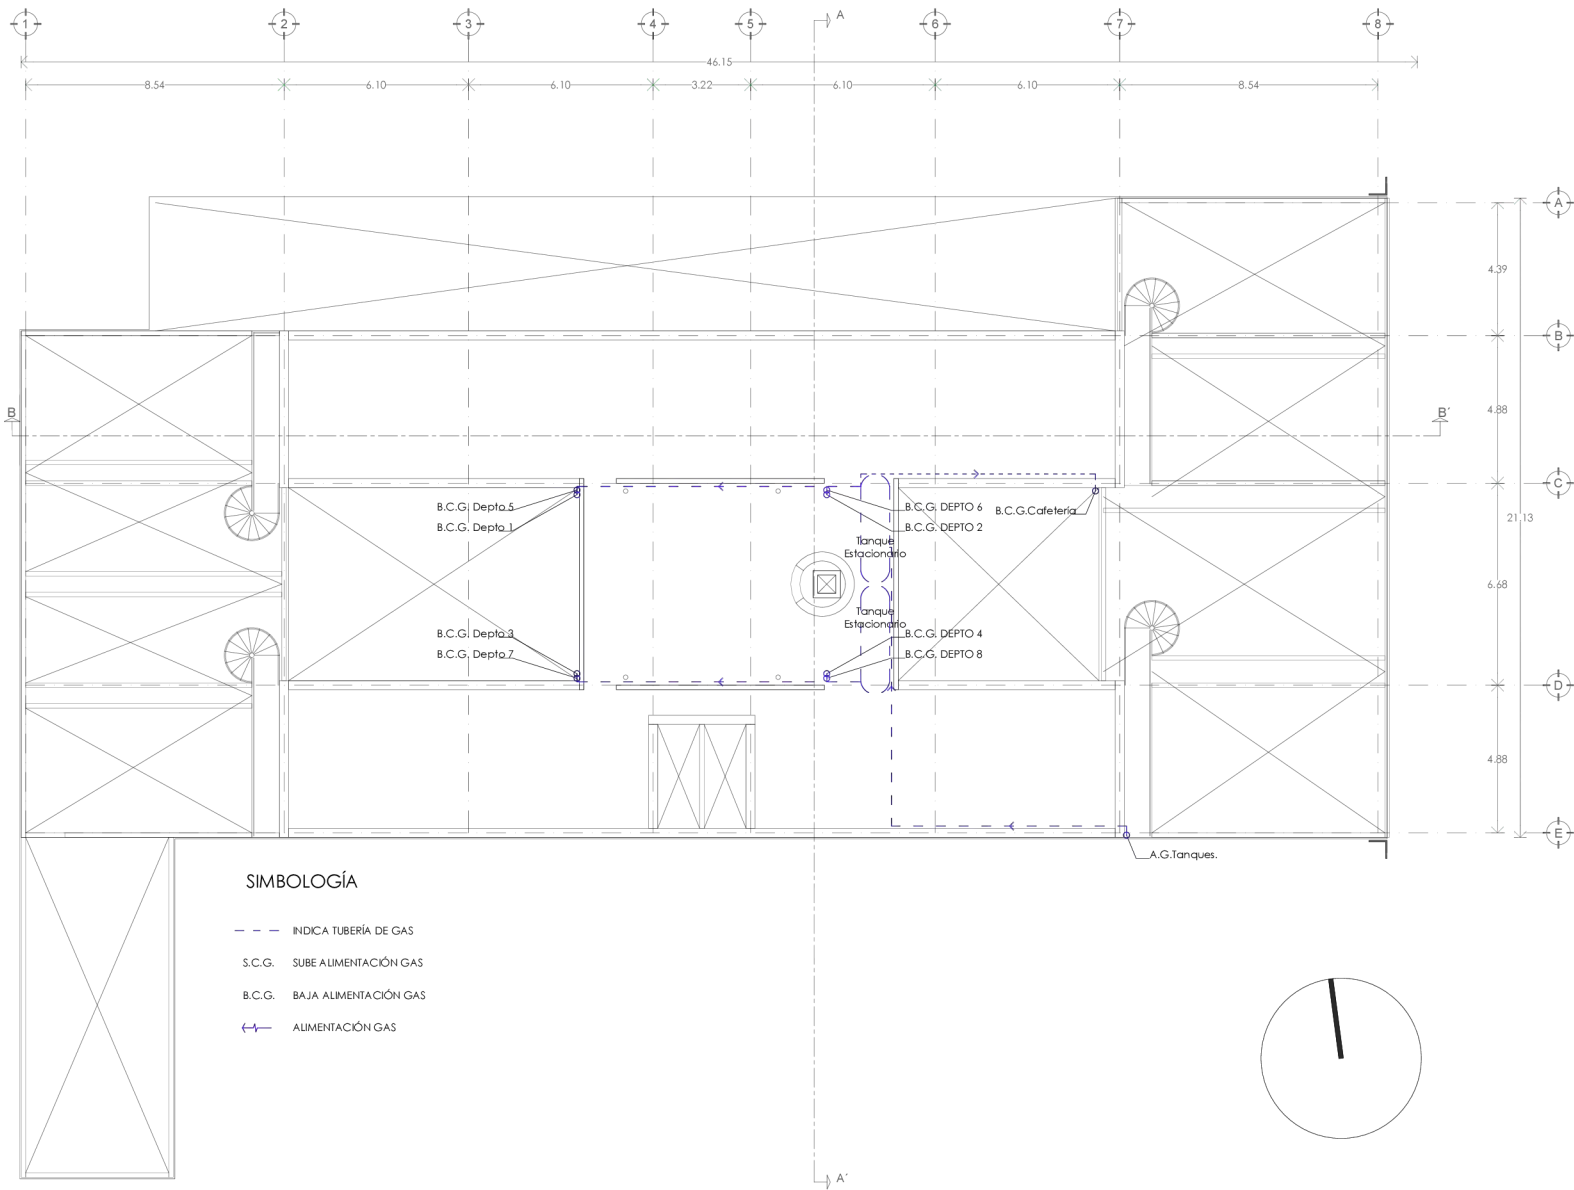 1 2 3 4 5 6 7 8
A
46.15
8.54 6.10 6.10 3.22 6.10 6.10 8.54
A
4.39
B
B B´
4.88
C
B.C.G. Depto 5
B.C.G. Depto 1
B.C.G. DEPTO 6
B.C.G. DEPTO 2
B.C.G.Cafetería
21.13
Tanque
Estacionario
6.68
Tanque
Estacionario
B.C.G. Depto 3
B.C.G. Depto 7
B.C.G. DEPTO 4
B.C.G. DEPTO 8
D
4.88
E
A.G.Tanques.
SIMBOLOGÍA
INDICA TUBERÍA DE GAS
S.C.G. SUBE ALIMENTACIÓN GAS
B.C.G. BAJA ALIMENTACIÓN GAS
ALIMENTACIÓN GAS
A´